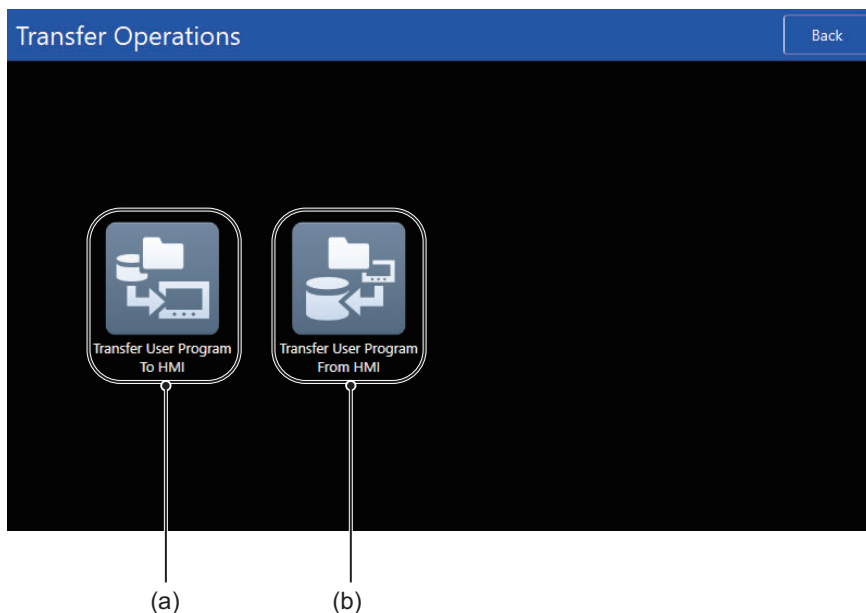 Transfer Operations
Back
Transfer User Program
To HMI
Transfer User Program
From HMI
(a)
(b)